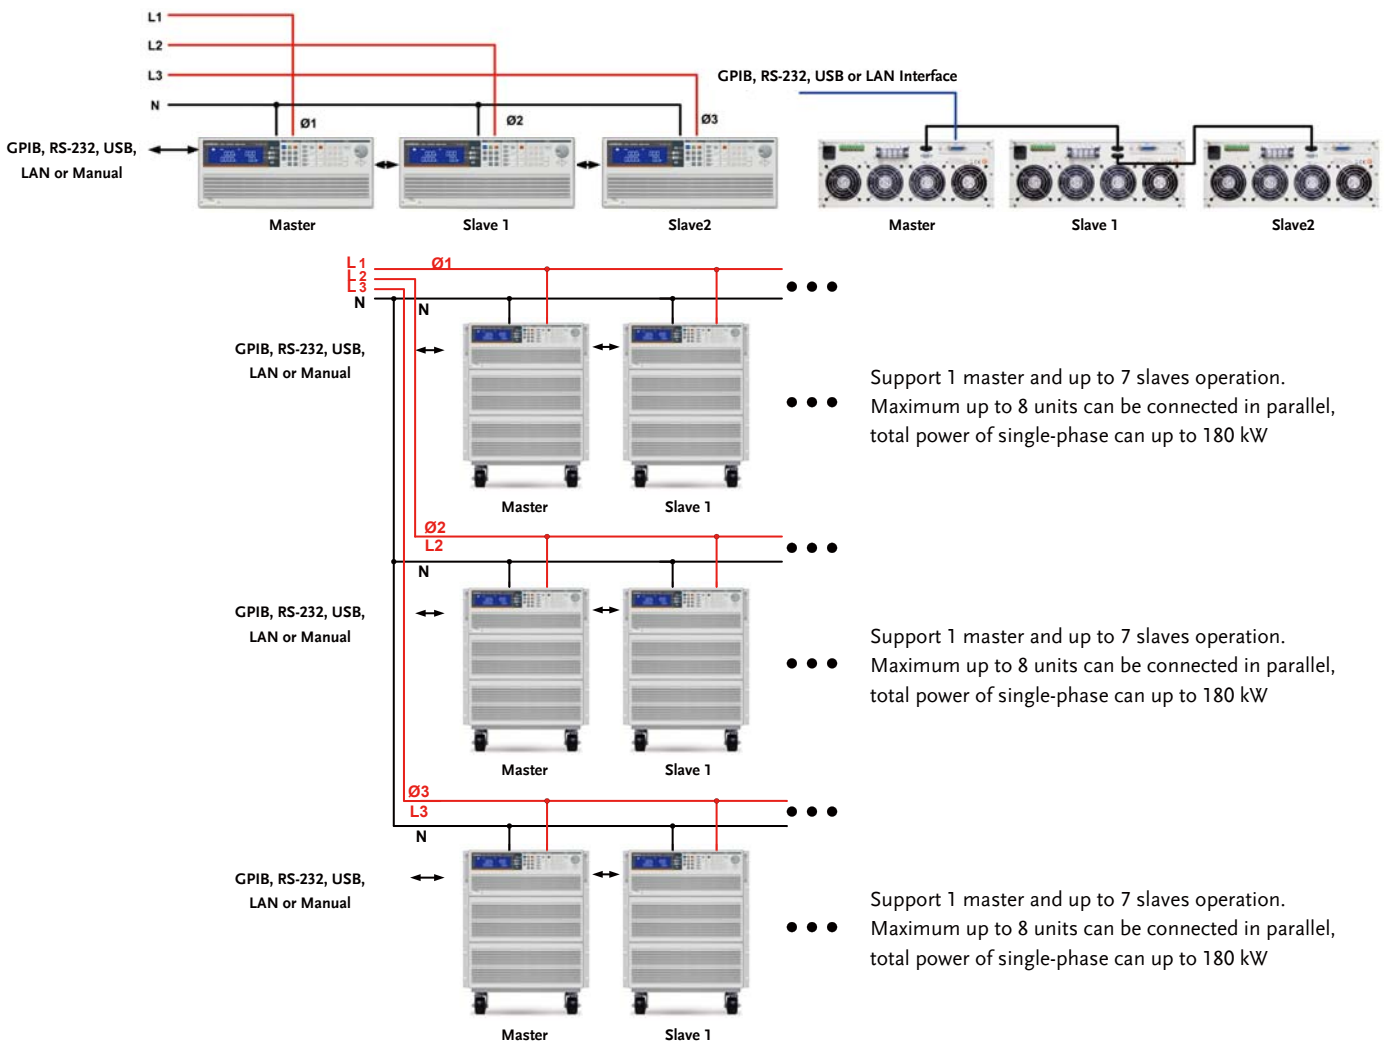 L1
L2
L3
N
Ø1
Ø2
Ø3
GPIB, RS-232, USB,
LAN or Manual
Master
Slave 1
Slave2
GPIB, RS-232, USB or LAN Interface
Master
Slave 1
Slave2
L1
L2
L3
N
Ø1
N
GPIB, RS-232, USB,
LAN or Manual
Master
Slave 1
Support 1 master and up to 7 slaves operation.
Maximum up to 8 units can be connected in parallel,
total power of single-phase can up to 180 kW
Ø2
L2
N
GPIB, RS-232, USB,
LAN or Manual
Master
Slave 1
Support 1 master and up to 7 slaves operation.
Maximum up to 8 units can be connected in parallel,
total power of single-phase can up to 180 kW
Ø3
L3
N
GPIB, RS-232, USB,
LAN or Manual
Master
Slave 1
Support 1 master and up to 7 slaves operation.
Maximum up to 8 units can be connected in parallel,
total power of single-phase can up to 180 kW